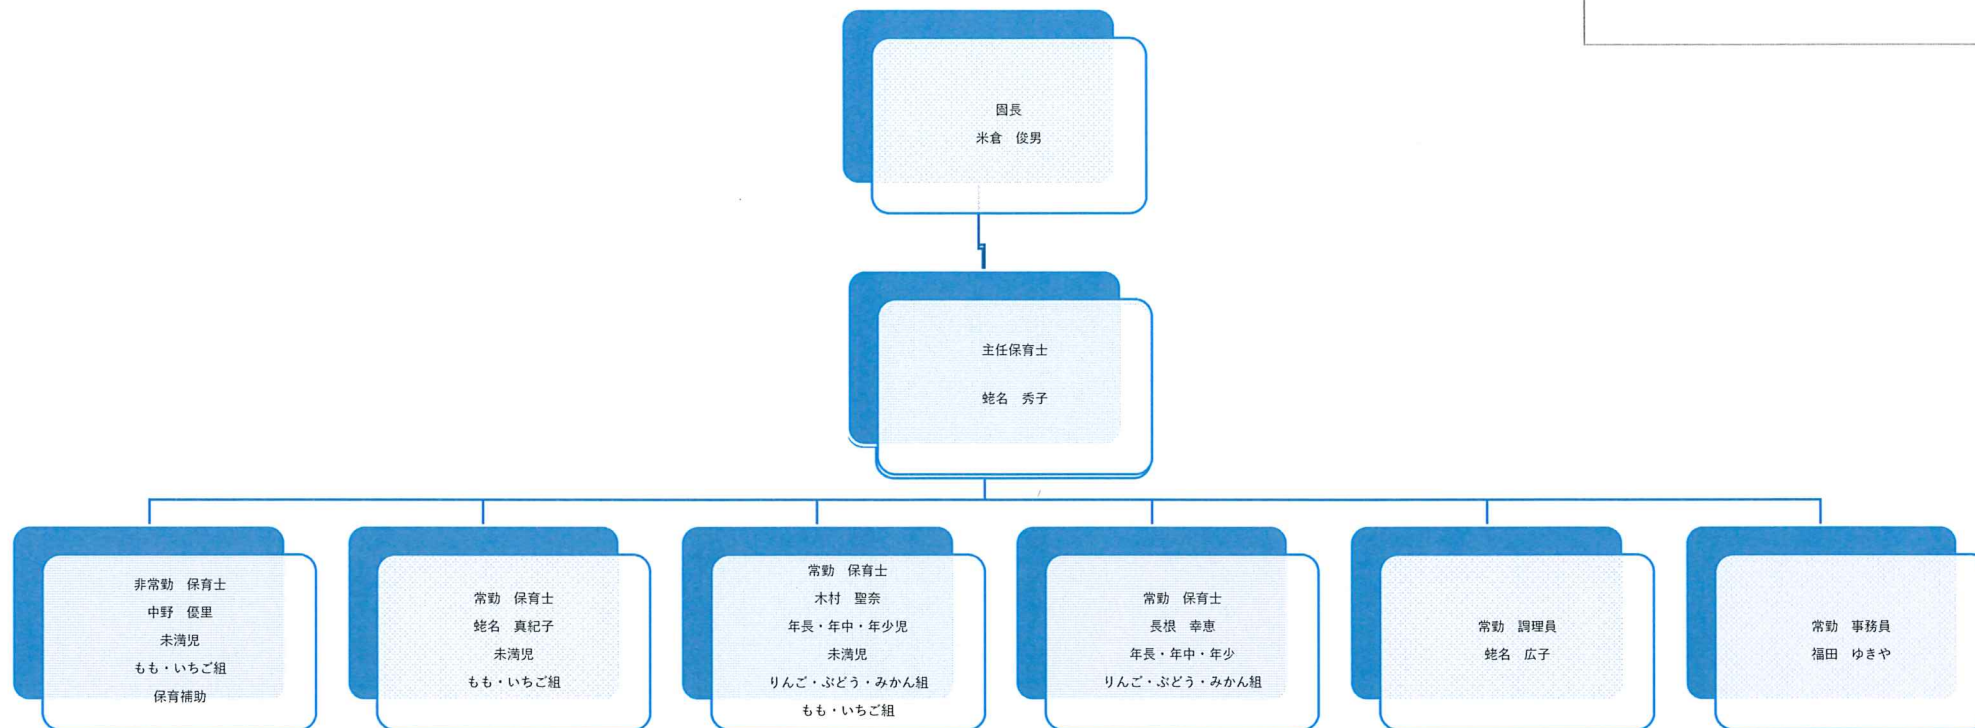 園長
米倉　俊男
主任保育士
蛯名　秀子
非常勤　保育士
中野　優里
未満児
もも・いちご組
保育補助
常勤　保育士
蛯名　真紀子
未満児
もも・いちご組
常勤　保育士
木村　聖奈
年長・年中・年少児
未満児
りんご・ぶどう・みかん組
もも・いちご組
常勤　保育士
長根　幸恵
年長・年中・年少
りんご・ぶどう・みかん組
常勤　調理員
蛯名　広子
常勤　事務員
福田　ゆきや